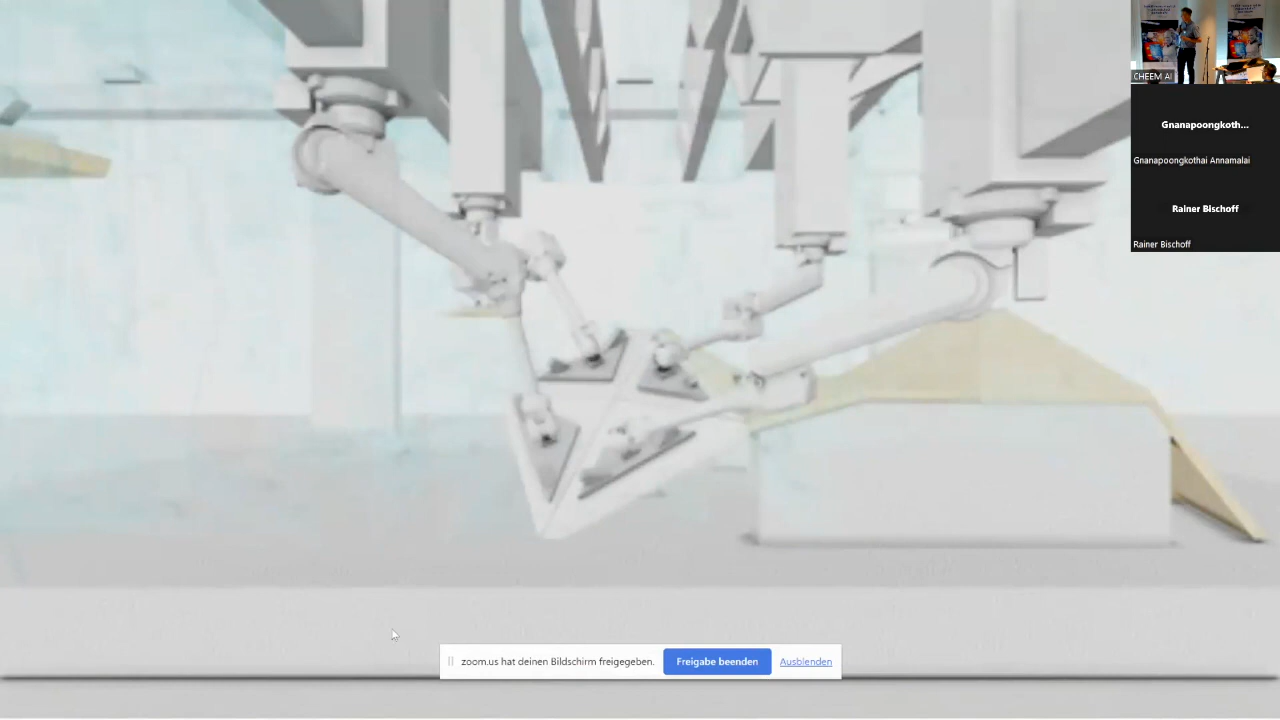 CHEEM AI
Gnanapoongkoth...
Gnanapoongkothai Annamalai
Rainer Bischoff
Rainer Bischoff
zoom.us hat deinen Bildschirm freigegeben.
Freigabe beenden
Ausblenden